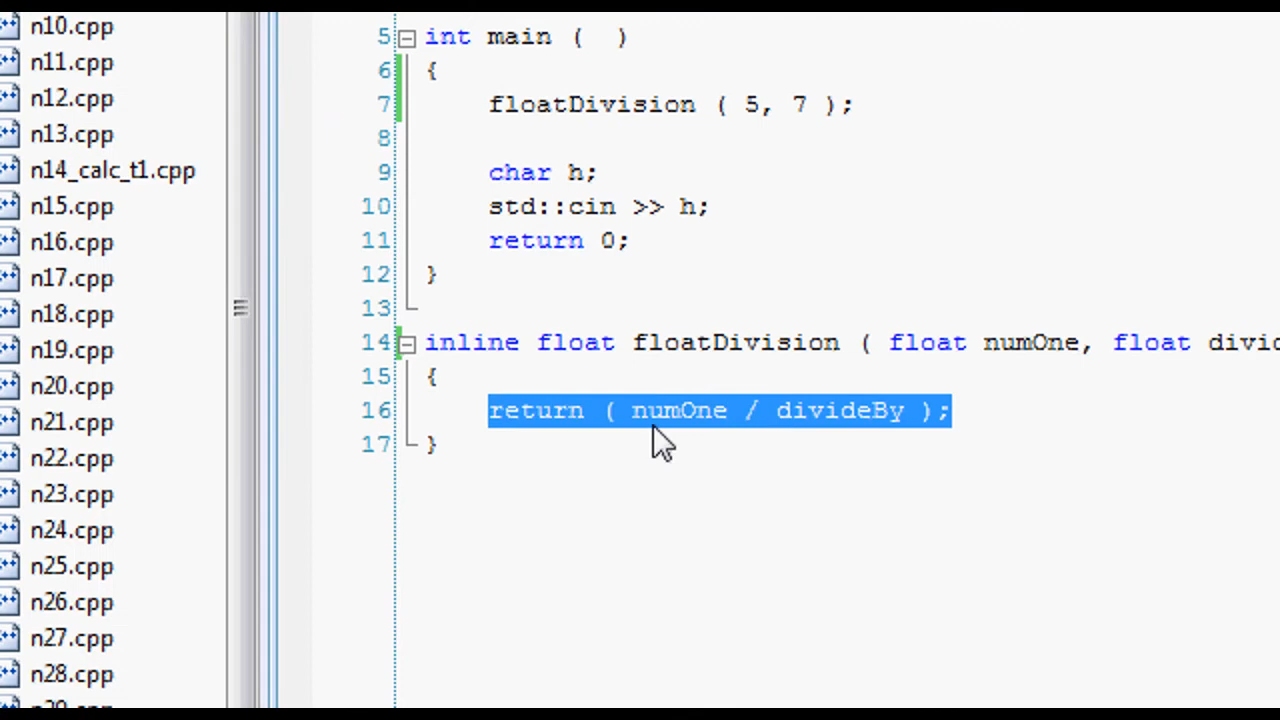 n10.cpp
n11.cpp
n12.cpp
n13.cpp
n14_calc_t1.cpp
n15.cpp
n16.cpp
n17.cpp
n18.cpp
n19.cpp
n20.cpp
n21.cpp
n22.cpp
n23.cpp
n24.cpp
n25.cpp
n26.cpp
n27.cpp
n28.cpp
5 int main (  )
6 {
7 floatDivision ( 5, 7 );
8
9 char h;
10 std::cin >> h;
11 return 0;
12 }
13
14 inline float floatDivision ( float numOne, float divid
15 {
16 return ( numOne / divideBy );
17 }